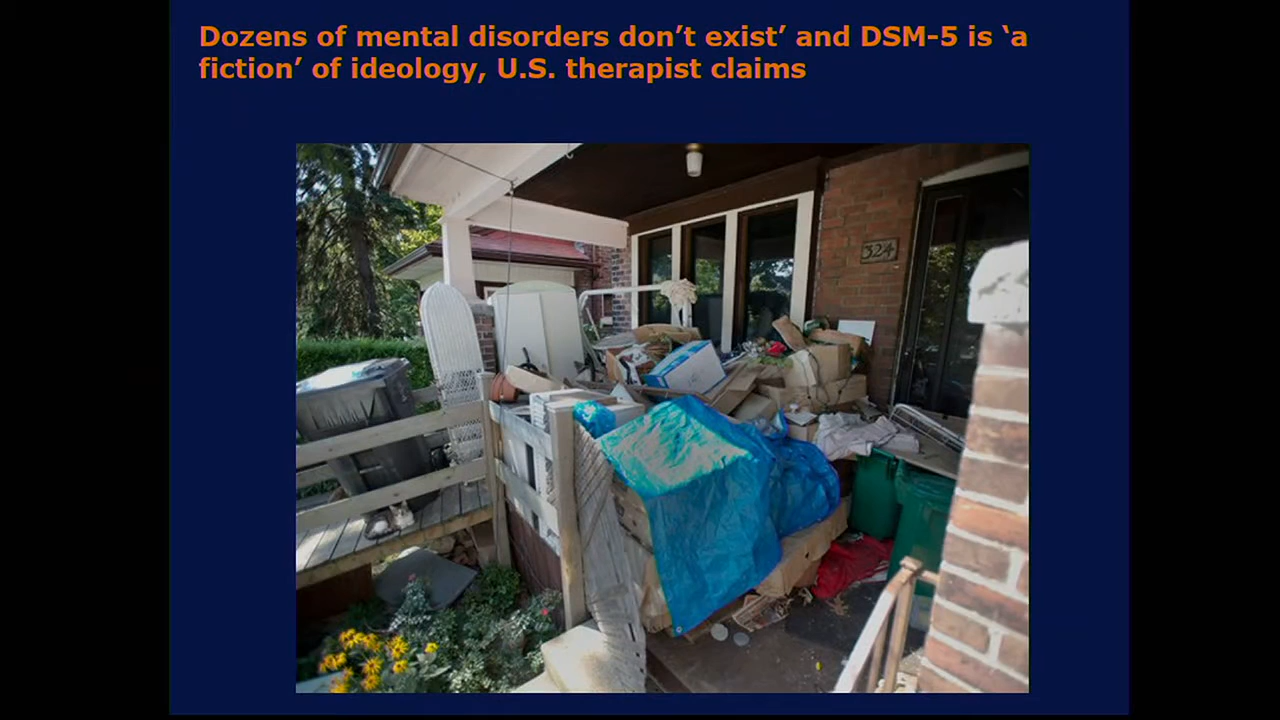 Dozens of mental disorders don’t exist’ and DSM-5 is ‘a
fiction’ of ideology, U.S. therapist claims
324